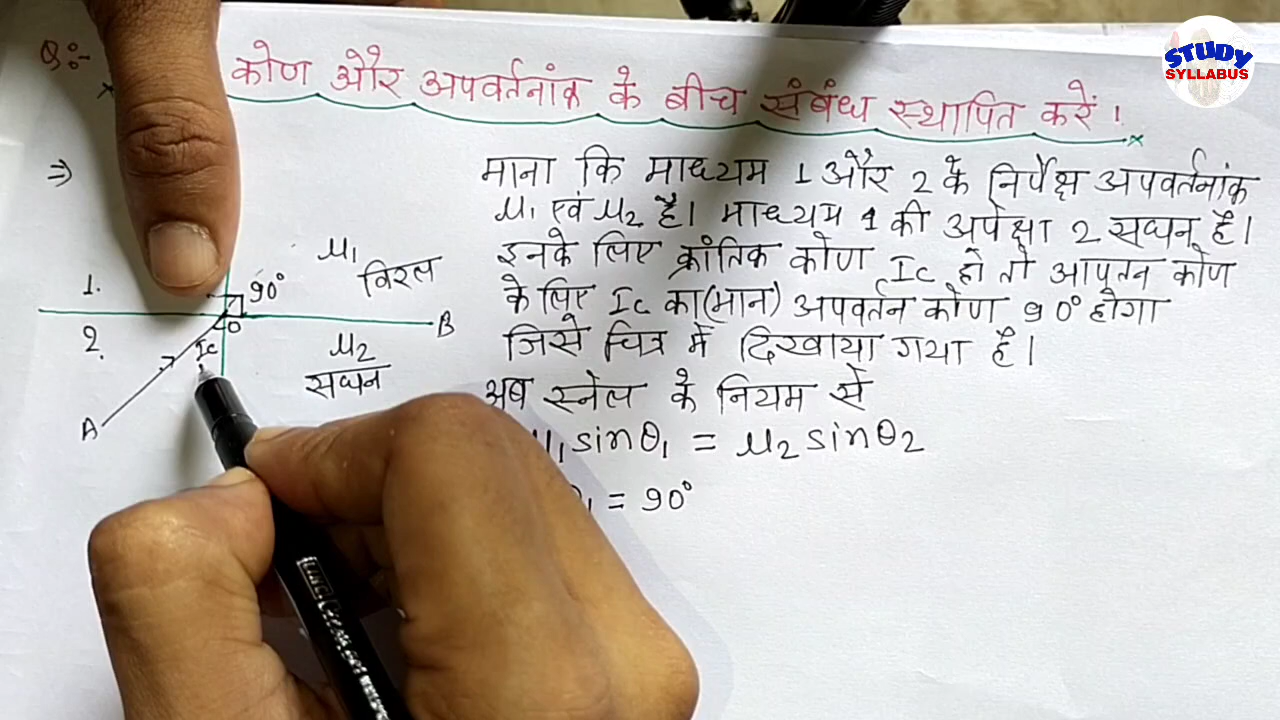 Q:-
कोण और अपवर्तनांक के बीच संबंध स्थापित करें।
STUDY
SYLLABUS
⇒ माना कि माध्यम 1 और 2 के निर्पेक्ष अपवर्तनांक
μ1 एवं μ2 है। माध्यम 1 की अपेक्षा 2 सघन है।
इनके लिए क्रांतिक कोण Ic हो तो आपतन कोण
के लिए Ic का(मान) अपवर्तन कोण 90° होगा
जिसे चित्र में दिखाया गया है।
अब स्नेल के नियम से
μ1 sinθ1 = μ2 sinθ2
1 = 90°
μ1
विरल
1.
90°
O
B
2.
Ic
μ2
सघन
A